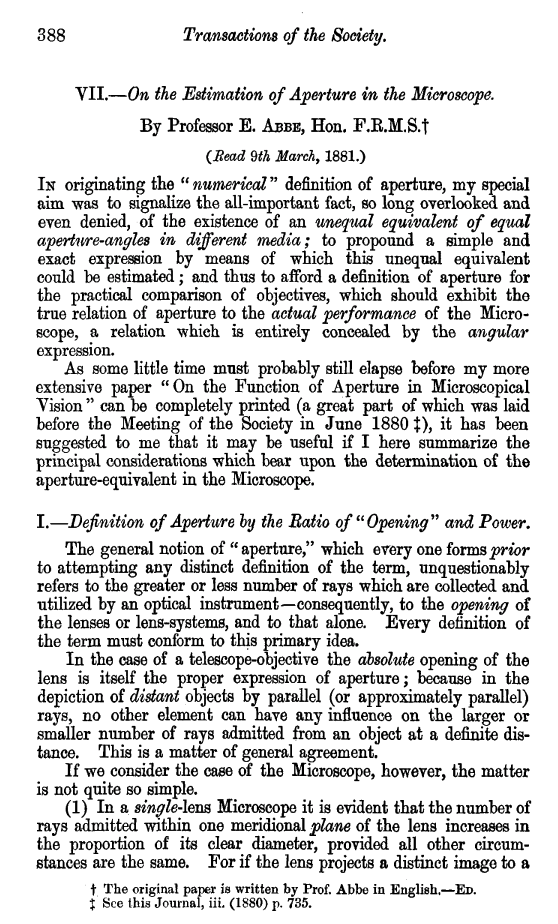 388 Transactions of the Society.
VII.—On the Estimation of Aperture in the Microscope.
By Professor E. ABBE, Hon. F.R.M.S.†
(Read 9th March, 1881.)
IN originating the "numerical" definition of aperture, my special
aim was to signalize the all-important fact, so long overlooked and
even denied, of the existence of an unequal equivalent of equal
aperture-angles in different media; to propound a simple and
exact expression by means of which this unequal equivalent
could be estimated; and thus to afford a definition of aperture for
the practical comparison of objectives, which should exhibit the
true relation of aperture to the actual performance of the Micro-
scope, a relation which is entirely concealed by the angular
expression.
As some little time must probably still elapse before my more
extensive paper "On the Function of Aperture in Microscopical
Vision" can be completely printed (a great part of which was laid
before the Meeting of the Society in June 1880 ‡), it has been
suggested to me that it may be useful if I here summarize the
principal considerations which bear upon the determination of the
aperture-equivalent in the Microscope.
I.—Definition of Aperture by the Ratio of "Opening" and Power.
The general notion of "aperture," which every one forms prior
to attempting any distinct definition of the term, unquestionably
refers to the greater or less number of rays which are collected and
utilized by an optical instrument—consequently, to the opening of
the lenses or lens-systems, and to that alone. Every definition of
the term must conform to this primary idea.
In the case of a telescope-objective the absolute opening of the
lens is itself the proper expression of aperture; because in the
depiction of distant objects by parallel (or approximately parallel)
rays, no other element can have any influence on the larger or
smaller number of rays admitted from an object at a definite dis-
tance. This is a matter of general agreement.
If we consider the case of the Microscope, however, the matter
is not quite so simple.
(1) In a single-lens Microscope it is evident that the number of
rays admitted within one meridional plane of the lens increases in
the proportion of its clear diameter, provided all other circum-
stances are the same. For if the lens projects a distinct image to a
† The original paper is written by Prof. Abbe in English.—ED.
‡ See this Journal, iii. (1880) p. 735.